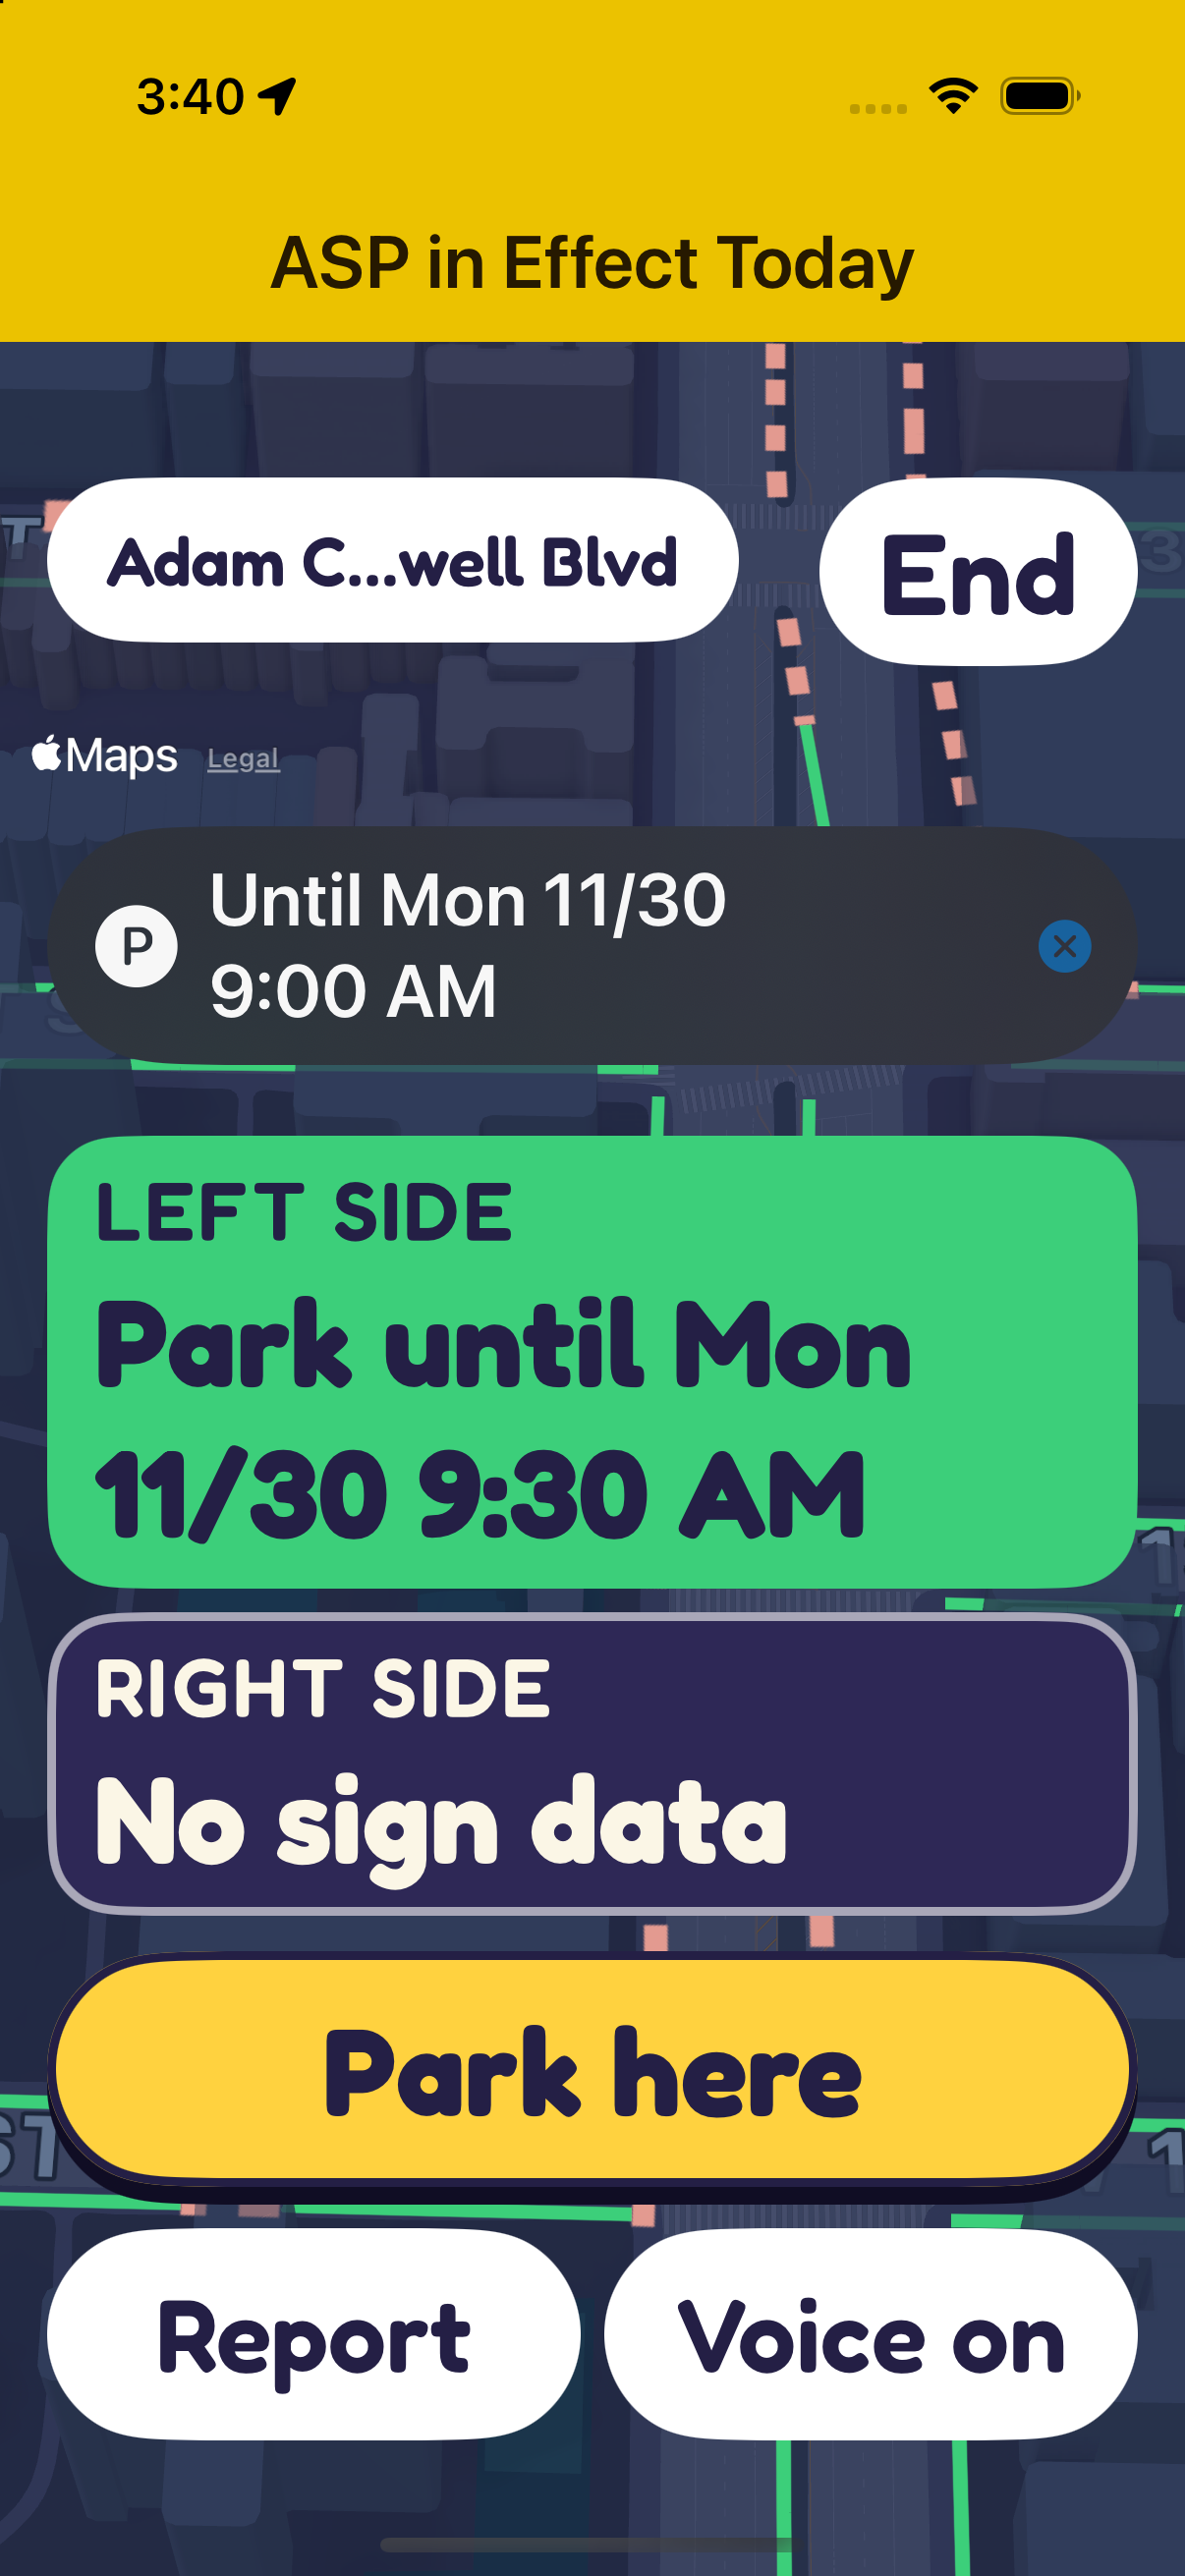 3:40
ASP in Effect Today
Adam C...well Blvd
End
Maps Legal
P
Until Mon 11/30
9:00 AM
LEFT SIDE
Park until Mon
11/30 9:30 AM
RIGHT SIDE
No sign data
Park here
ST
Report
Voice on